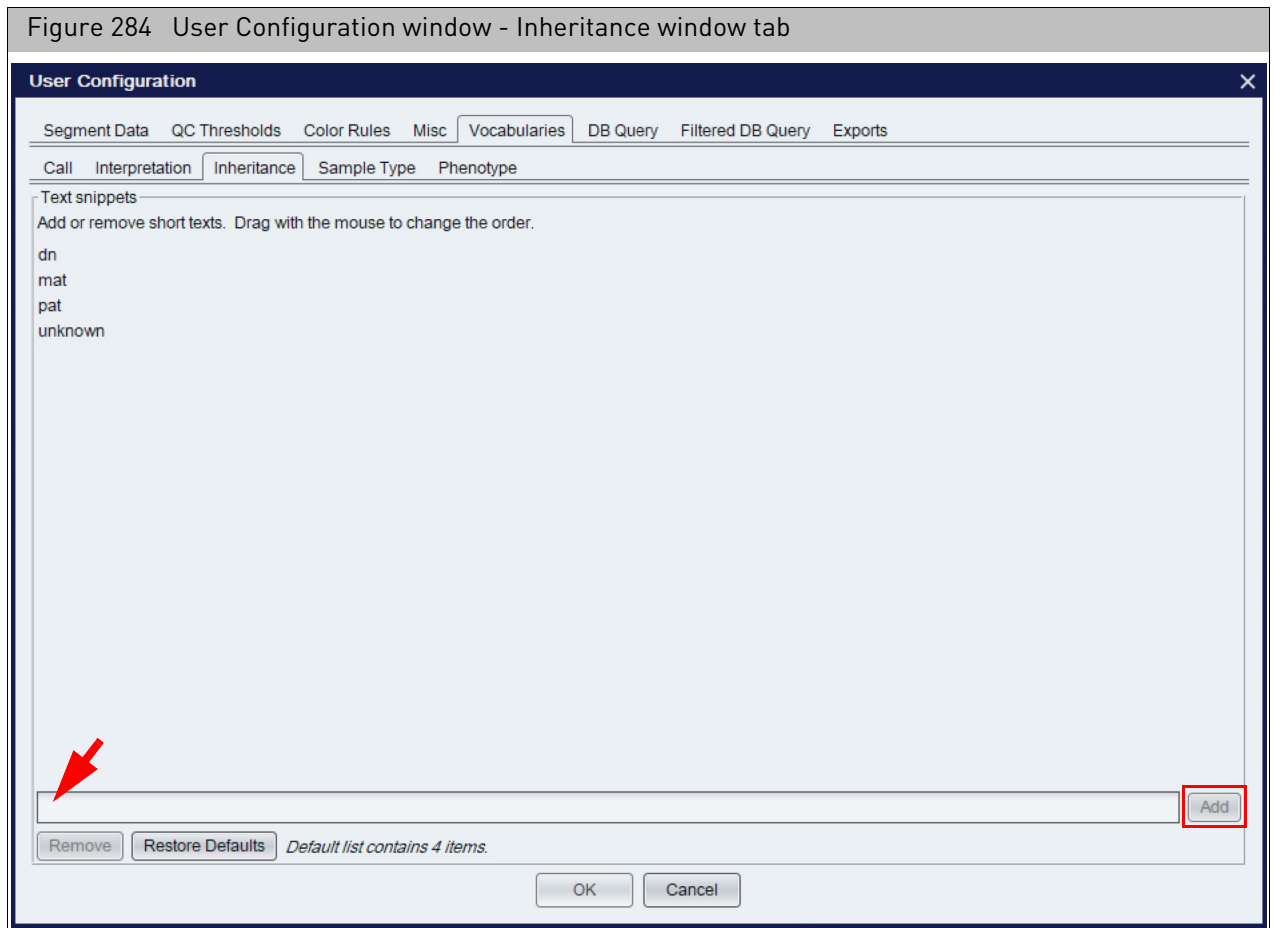 Figure 284 User Configuration window - Inheritance window tab
User Configuration
Segment Data QC Thresholds Color Rules Misc Vocabularies DB Query Filtered DB Query Exports
Call Interpretation Inheritance Sample Type Phenotype
Text snippets
Add or remove short texts. Drag with the mouse to change the order.
dn
mat
pat
unknown
Add
Remove Restore Defaults Default list contains 4 items.
OK Cancel